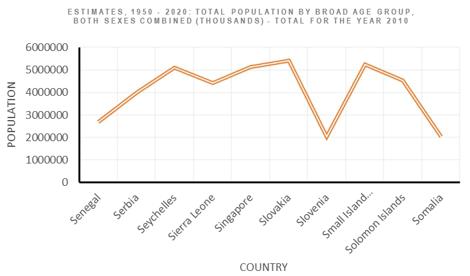 ESTIMATES, 1950 - 2020: TOTAL POPULATION BY BROAD AGE GROUP,
BOTH SEXES COMBINED (THOUSANDS) - TOTAL FOR THE YEAR 2010
POPULATION
6000000
5000000
4000000
3000000
2000000
1000000
0
Senegal
Serbia
Seychelles
Sierra Leone
Singapore
Slovakia
Slovenia
Small Island...
Solomon Islands
Somalia
COUNTRY